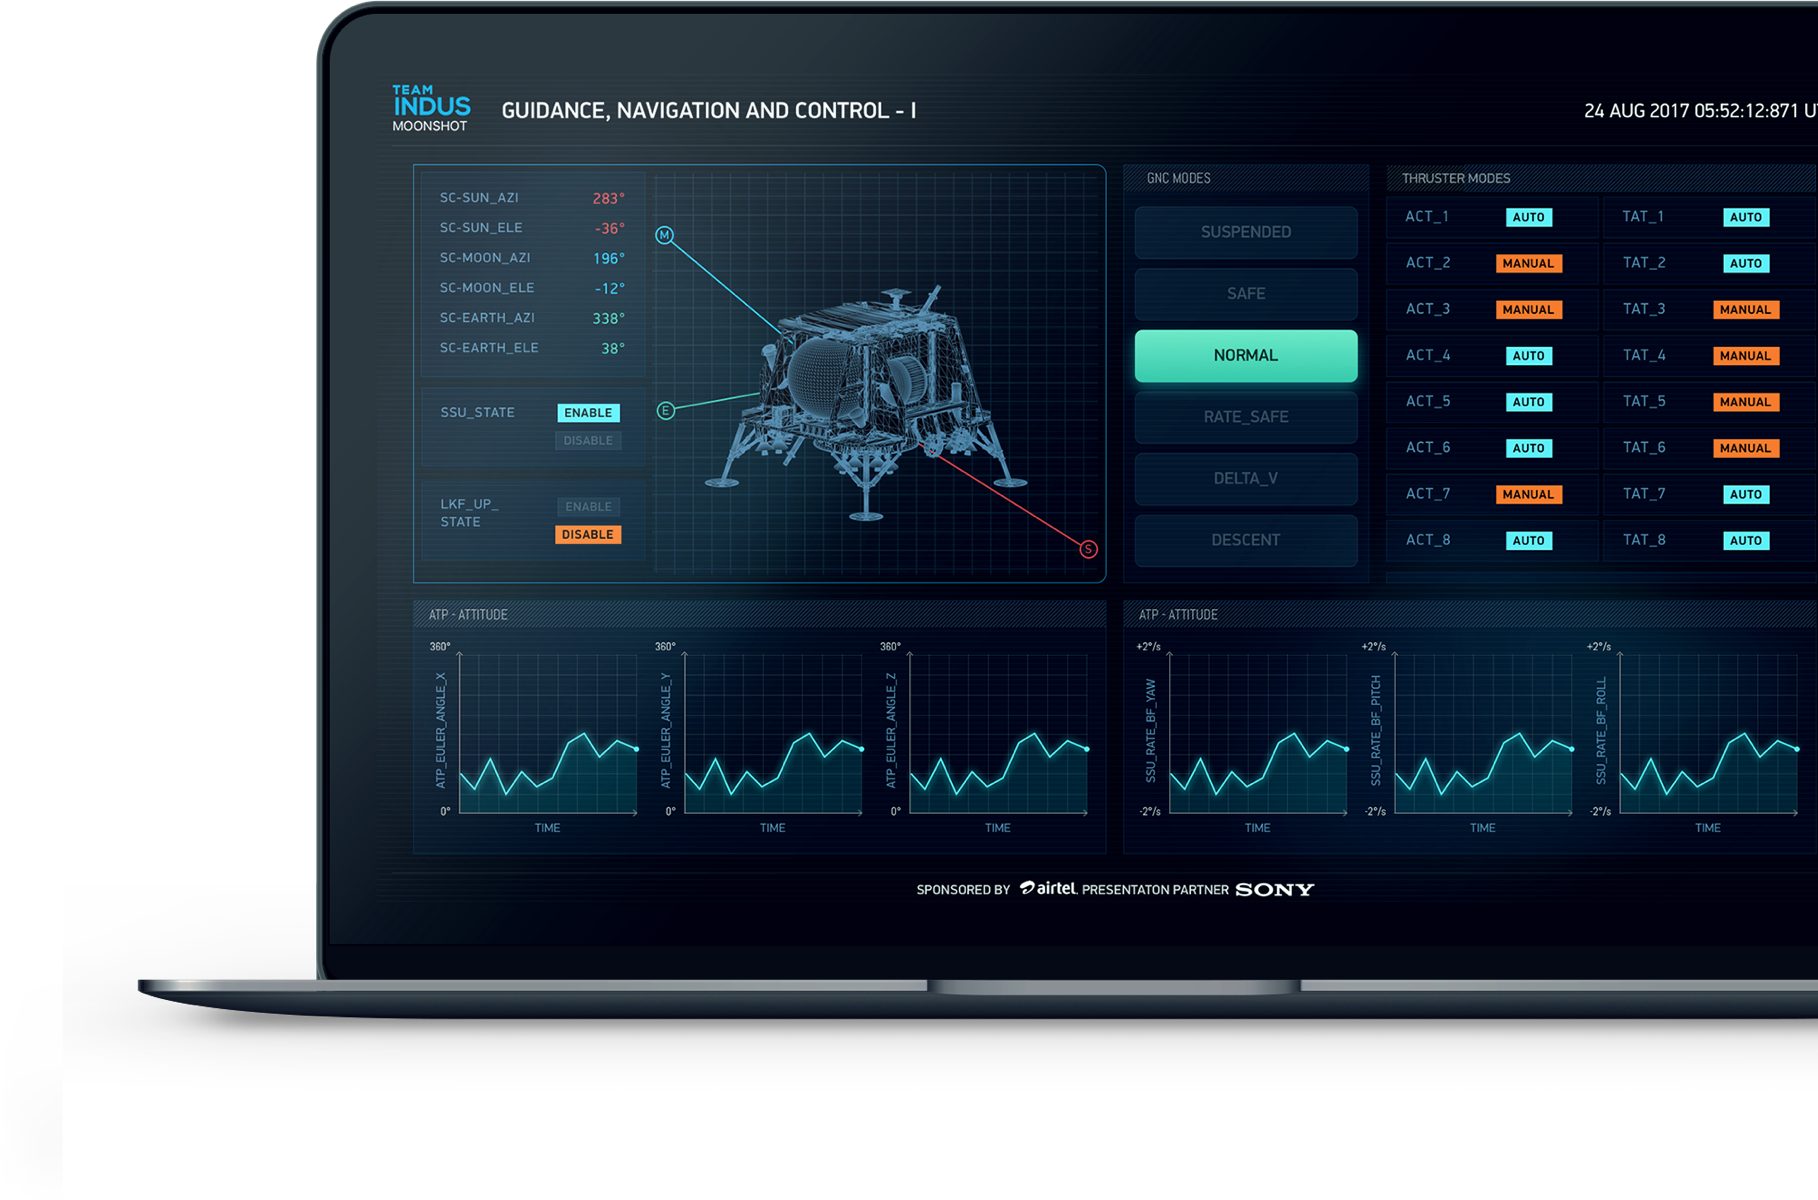 TEAM
INDUS
MOONSHOT
GUIDANCE, NAVIGATION AND CONTROL - I
24 AUG 2017 05:52:12:871 U
SC-SUN_AZI 283°
SC-SUN_ELE -36°
SC-MOON_AZI 196°
SC-MOON_ELE -12°
SC-EARTH_AZI 338°
SC-EARTH_ELE 38°
SSU_STATE ENABLE
DISABLE
LKF_UP_
STATE
ENABLE
DISABLE
M
E
S
GNC MODES
SUSPENDED
SAFE
NORMAL
RATE_SAFE
DELTA_V
DESCENT
THRUSTER MODES
ACT_1 AUTO TAT_1 AUTO
ACT_2 MANUAL TAT_2 AUTO
ACT_3 MANUAL TAT_3 MANUAL
ACT_4 AUTO TAT_4 MANUAL
ACT_5 AUTO TAT_5 MANUAL
ACT_6 AUTO TAT_6 MANUAL
ACT_7 MANUAL TAT_7 AUTO
ACT_8 AUTO TAT_8 AUTO
ATP - ATTITUDE
360°
ATP_EULER_ANGLE_X
0°
TIME
360°
ATP_EULER_ANGLE_Y
0°
TIME
360°
ATP_EULER_ANGLE_Z
0°
TIME
ATP - ATTITUDE
+2°/s
SSU_RATE_BF_YAW
-2°/s
TIME
+2°/s
SSU_RATE_BF_PITCH
-2°/s
TIME
+2°/s
SSU_RATE_BF_ROLL
-2°/s
TIME
SPONSORED BY airtel. PRESENTATON PARTNER SONY